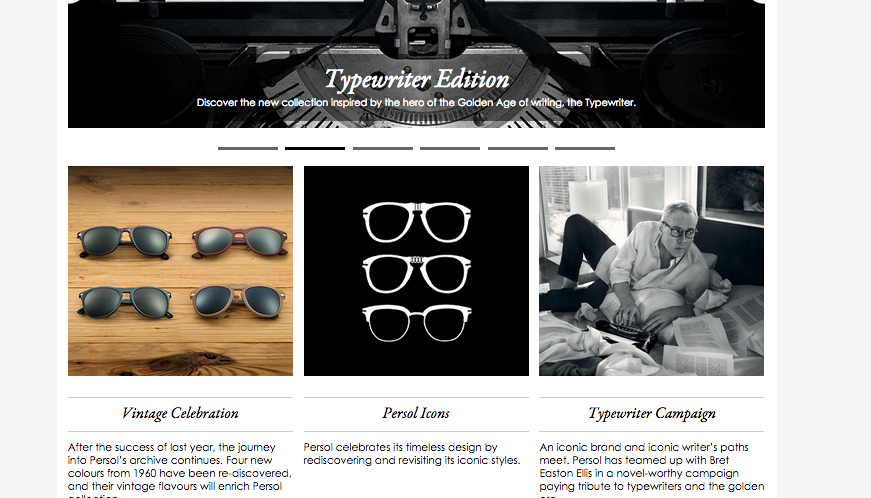 Typewriter Edition
Discover the new collection inspired by the hero of the Golden Age of writing, the Typewriter.
Vintage Celebration
After the success of last year, the journey
into Persol's archive continues. Four new
colours from 1960 have been re-discovered,
and their vintage flavours will enrich Persol
collection.
Persol Icons
Persol celebrates its timeless design by
rediscovering and revisiting its iconic styles.
Typewriter Campaign
An iconic brand and iconic writer's paths
meet. Persol has teamed up with Bret
Easton Ellis in a novel-worthy campaign
paying tribute to typewriters and the golden
era.